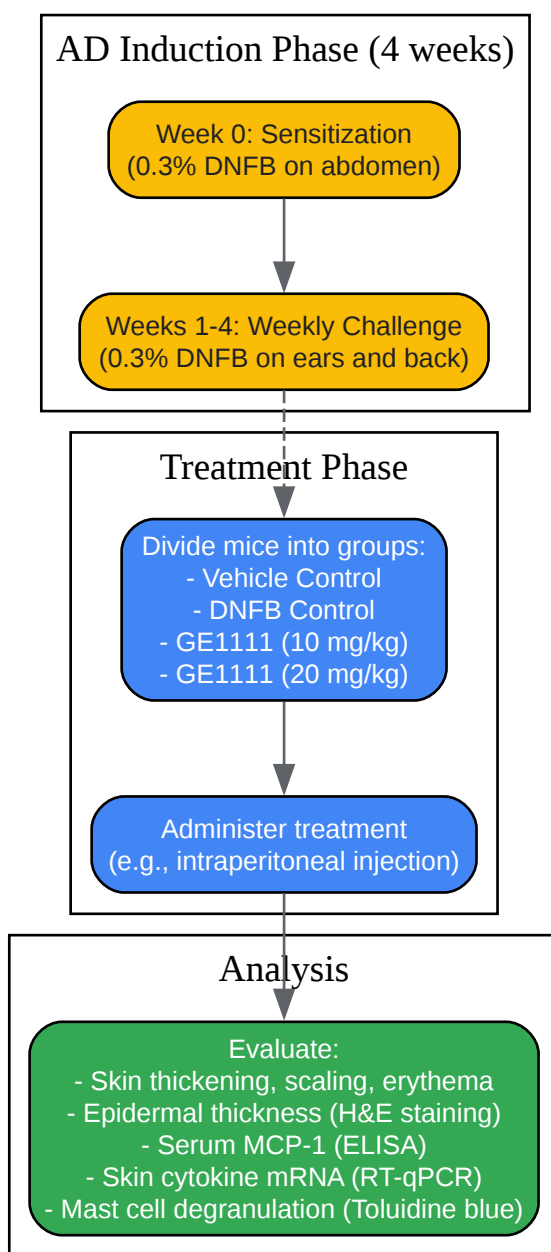 AD Induction Phase (4 weeks)
Week 0: Sensitization
(0.3% DNFB on abdomen)
Weeks 1-4: Weekly Challenge
(0.3% DNFB on ears and back)
Treatment Phase
Divide mice into groups:
- Vehicle Control
- DNFB Control
- GE1111 (10 mg/kg)
- GE1111 (20 mg/kg)
Administer treatment
(e.g., intraperitoneal injection)
Analysis
Evaluate:
- Skin thickening, scaling, erythema
- Epidermal thickness (H&E staining)
- Serum MCP-1 (ELISA)
- Skin cytokine mRNA (RT-qPCR)
- Mast cell degranulation (Toluidine blue)